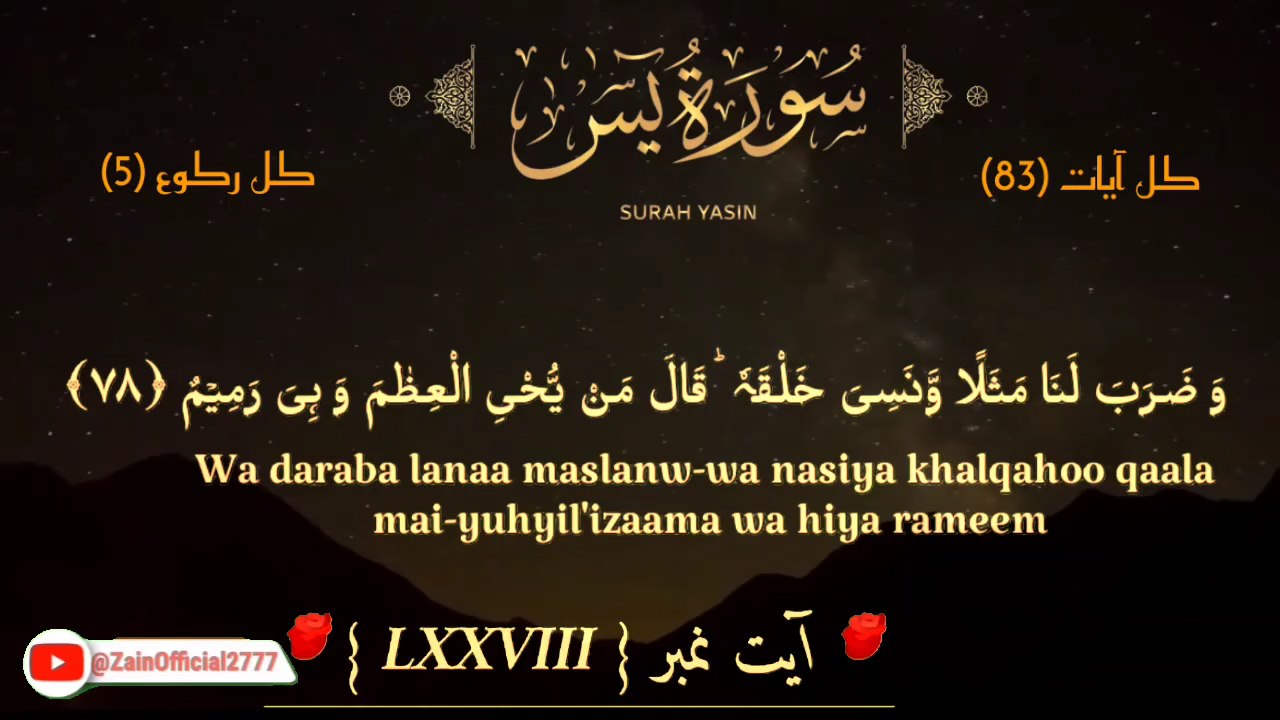 سُورَة يٰسٓ
کل آیات (83)
کل رکوع (5)
SURAH YASIN
وَ ضَرَبَ لَنَا مَثَلًا وَّنَسِیَ خَلْقَہٗ ؕ قَالَ مَنْ یُّحْیِ الْعِظٰمَ وَ ہِیَ رَمِیْمٌ ﴿۷۸﴾
Wa daraba lanaa maslanw-wa nasiya khalqahoo qaala
mai-yuhyil'izaama wa hiya rameem
آیت نمبر { LXXVIII }
@ZainOfficial2777